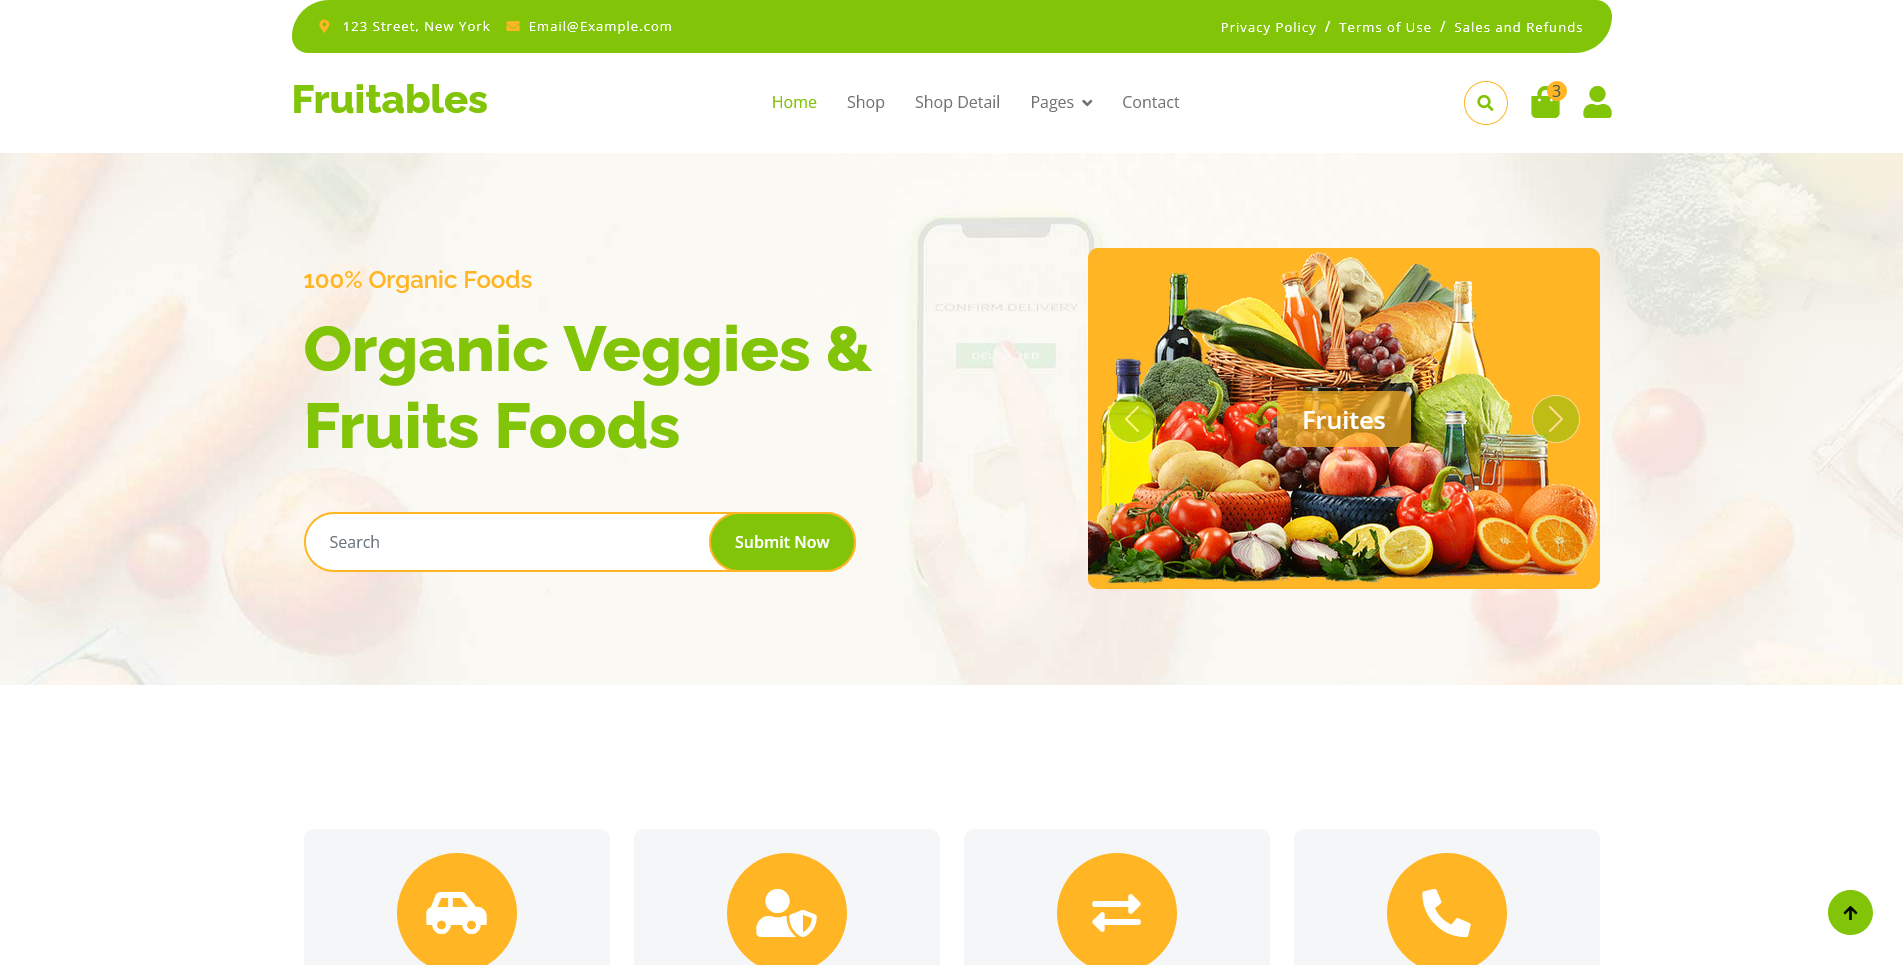 123 Street, New York
Email@Example.com
Privacy Policy / Terms of Use / Sales and Refunds
Fruitables
Home
Shop
Shop Detail
Pages
Contact
3
100% Organic Foods
Organic Veggies &
Fruits Foods
Search
Submit Now
CONFIRM DELIVERY
Fruites